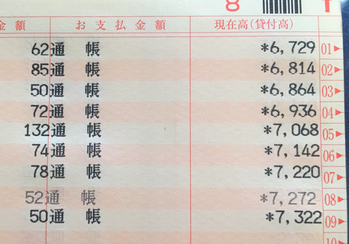 8 1
金額 お支払金額 現在高(貸付高)
62通 帳 *6,729 01▶
85通 帳 *6,814 02▶
50通 帳 *6,864 03▶
72通 帳 *6,936 04▶
132通 帳 *7,068 05▶
74通 帳 *7,142 06▶
78通 帳 *7,220 07▶
52通 帳 *7,272 08▶
50通 帳 *7,322 09▶